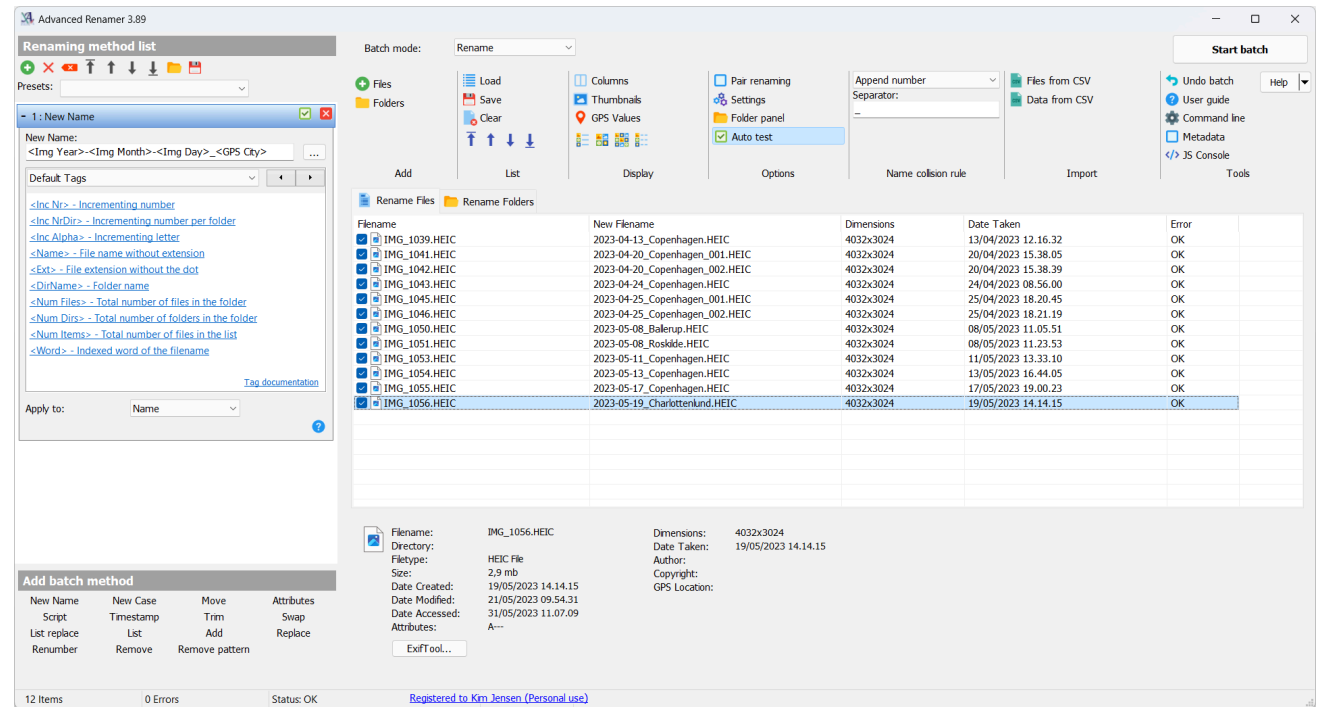 Advanced Renamer 3.89
Renaming method list
Presets:
- 1 : New Name
New Name:
<Img Year>-<Img Month>-<Img Day>_<GPS City>
...
Default Tags
<Inc Nr> - Incrementing number
<Inc NrDir> - Incrementing number per folder
<Inc Alpha> - Incrementing letter
<Name> - File name without extension
<Ext> - File extension without the dot
<DirName> - Folder name
<Num Files> - Total number of files in the folder
<Num Dirs> - Total number of folders in the folder
<Num Items> - Total number of files in the list
<Word> - Indexed word of the filename
Tag documentation
Apply to: Name
Add batch method
New Name New Case Move Attributes
Script Timestamp Trim Swap
List replace List Add Replace
Renumber Remove Remove pattern
Batch mode: Rename
Start batch
Files
Folders
Add
Load
Save
Clear
List
Columns
Thumbnails
GPS Values
Display
Pair renaming
Settings
Folder panel
Auto test
Options
Append number
Separator:
_
Name collision rule
Files from CSV
Data from CSV
Import
Undo batch
User guide
Command line
Metadata
JS Console
Tools
Help
Rename Files Rename Folders
Filename New Filename Dimensions Date Taken Error
IMG_1039.HEIC 2023-04-13_Copenhagen.HEIC 4032x3024 13/04/2023 12.16.32 OK
IMG_1041.HEIC 2023-04-20_Copenhagen_001.HEIC 4032x3024 20/04/2023 15.38.05 OK
IMG_1042.HEIC 2023-04-20_Copenhagen_002.HEIC 4032x3024 20/04/2023 15.38.39 OK
IMG_1043.HEIC 2023-04-24_Copenhagen.HEIC 4032x3024 24/04/2023 08.56.00 OK
IMG_1045.HEIC 2023-04-25_Copenhagen_001.HEIC 4032x3024 25/04/2023 18.20.45 OK
IMG_1046.HEIC 2023-04-25_Copenhagen_002.HEIC 4032x3024 25/04/2023 18.21.19 OK
IMG_1050.HEIC 2023-05-08_Ballerup.HEIC 4032x3024 08/05/2023 11.05.51 OK
IMG_1051.HEIC 2023-05-08_Roskilde.HEIC 4032x3024 08/05/2023 11.23.53 OK
IMG_1053.HEIC 2023-05-11_Copenhagen.HEIC 4032x3024 11/05/2023 13.33.10 OK
IMG_1054.HEIC 2023-05-13_Copenhagen.HEIC 4032x3024 13/05/2023 16.44.05 OK
IMG_1055.HEIC 2023-05-17_Copenhagen.HEIC 4032x3024 17/05/2023 19.00.23 OK
IMG_1056.HEIC 2023-05-19_Charlottenlund.HEIC 4032x3024 19/05/2023 14.14.15 OK
Filename: IMG_1056.HEIC
Directory:
Filetype: HEIC File
Size: 2,9 mb
Date Created: 19/05/2023 14.14.15
Date Modified: 21/05/2023 09.54.31
Date Accessed: 31/05/2023 11.07.09
Attributes: A---
ExifTool...
Dimensions: 4032x3024
Date Taken: 19/05/2023 14.14.15
Author:
Copyright:
GPS Location:
12 Items 0 Errors Status: OK Registered to Kim Jensen (Personal use)